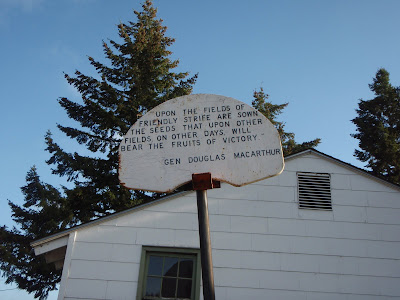 UPON THE FIELDS OF
FRIENDLY STRIFE ARE SOWN
THE SEEDS THAT UPON OTHER
FIELDS ON OTHER DAYS, WILL
BEAR THE FRUITS OF VICTORY
GEN DOUGLAS MACARTHUR